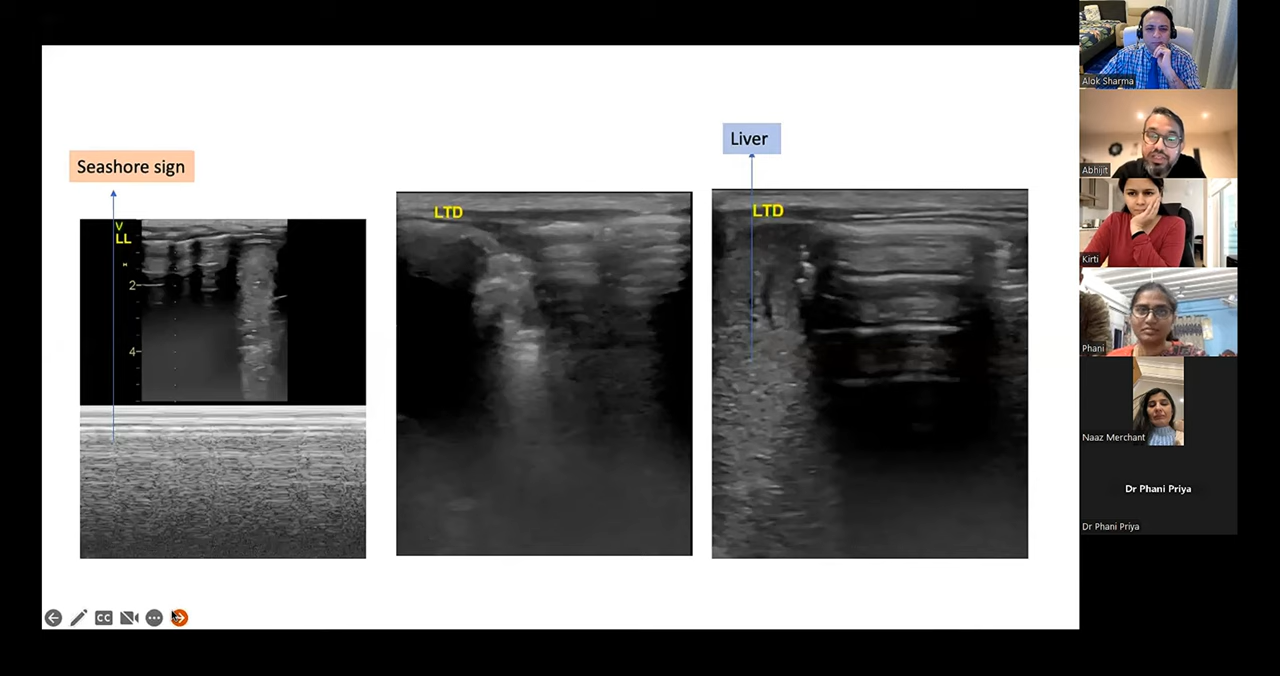 Seashore sign
Liver
V
LL
2
4
LTD
LTD
CC
Alok Sharma
Abhijit
Kirti
Phani
Naaz Merchant
Dr Phani Priya
Dr Phani Priya